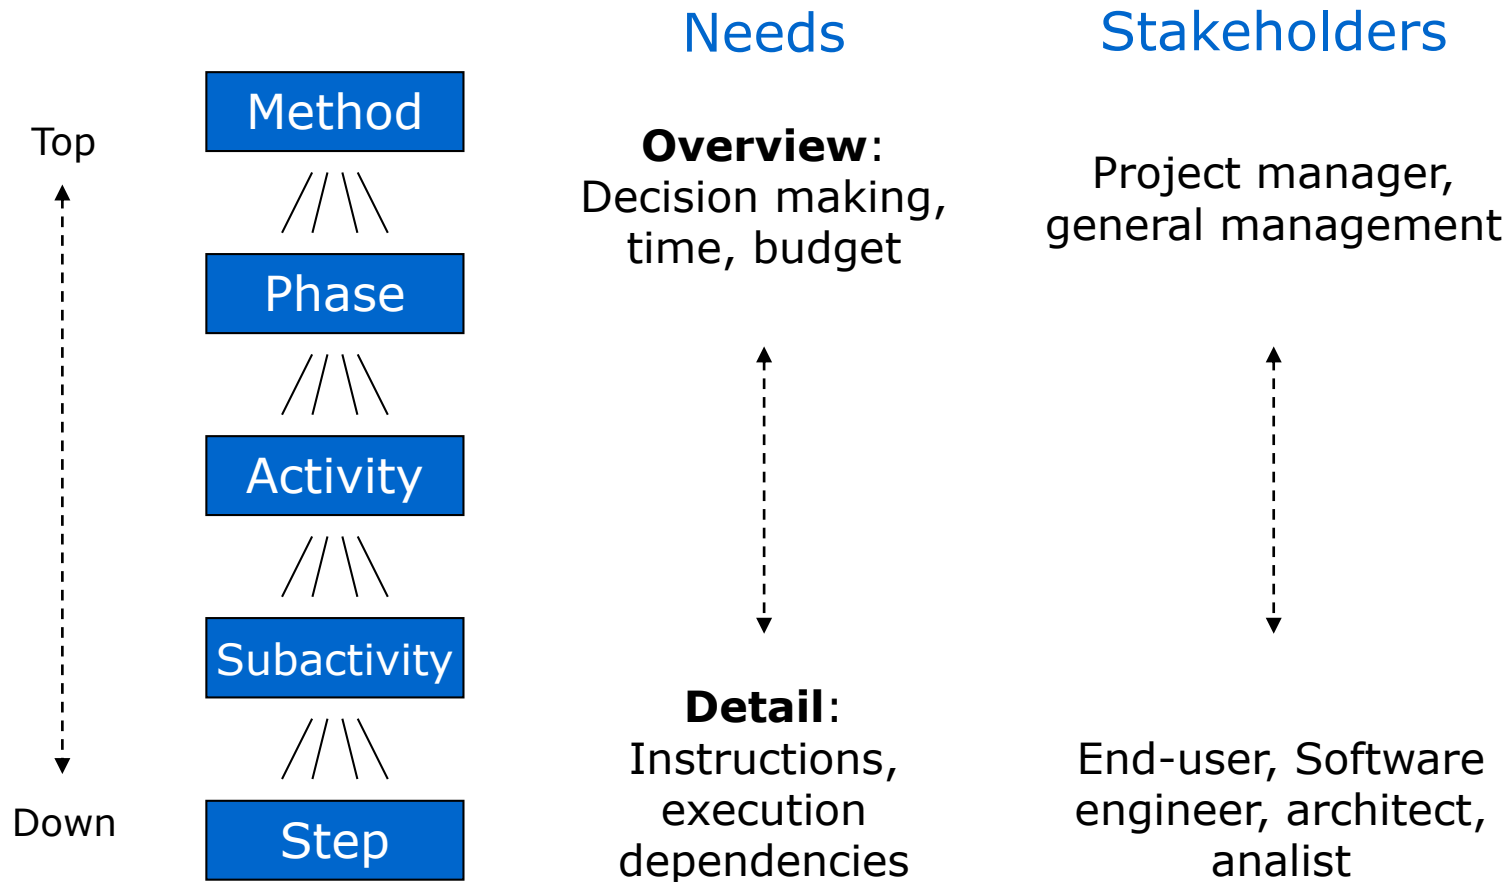 Needs
Stakeholders
Top
Down
Method
Phase
Activity
Subactivity
Step
Overview:
Decision making,
time, budget
Detail:
Instructions,
execution
dependencies
Project manager,
general management
End-user, Software
engineer, architect,
analist